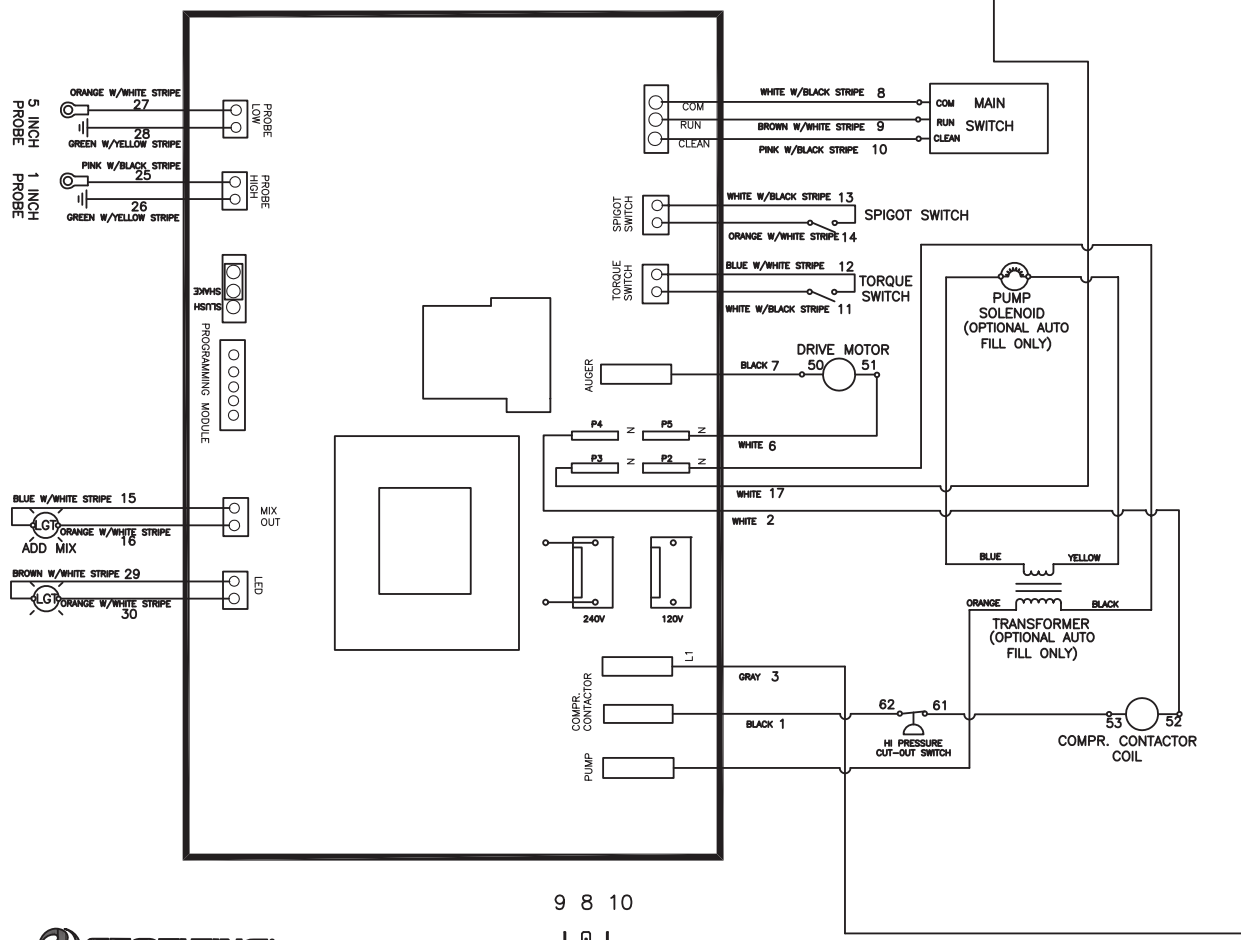 ORANGE W/WHITE STRIPE
27
28
GREEN W/YELLOW STRIPE
5 INCH
PROBE
PROBE
LOW
PINK W/BLACK STRIPE
25
26
GREEN W/YELLOW STRIPE
1 INCH
PROBE
PROBE
HIGH
SHAKE
SLUSH
PROGRAMMING MODULE
BLUE W/WHITE STRIPE 15
LGT
ORANGE W/WHITE STRIPE
16
ADD MIX
MIX
OUT
BROWN W/WHITE STRIPE 29
LGT
ORANGE W/WHITE STRIPE
30
LED
COM
RUN
CLEAN
WHITE W/BLACK STRIPE 8
BROWN W/WHITE STRIPE 9
PINK W/BLACK STRIPE 10
COM
RUN
CLEAN
MAIN
SWITCH
SPIGOT
SWITCH
WHITE W/BLACK STRIPE 13
ORANGE W/WHITE STRIPE 14
SPIGOT SWITCH
TORQUE
SWITCH
BLUE W/WHITE STRIPE 12
WHITE W/BLACK STRIPE 11
TORQUE
SWITCH
PUMP
SOLENOID
(OPTIONAL AUTO
FILL ONLY)
AUGER
BLACK 7
DRIVE MOTOR
50
51
P4
N
P5
N
WHITE 6
P3
N
P2
N
WHITE 17
WHITE 2
240V
120V
BLUE
YELLOW
ORANGE
BLACK
TRANSFORMER
(OPTIONAL AUTO
FILL ONLY)
L1
GRAY 3
COMPR.
CONTACTOR
BLACK 1
62
61
HI PRESSURE
CUT-OUT SWITCH
53
52
COMPR. CONTACTOR
COIL
PUMP
9 8 10